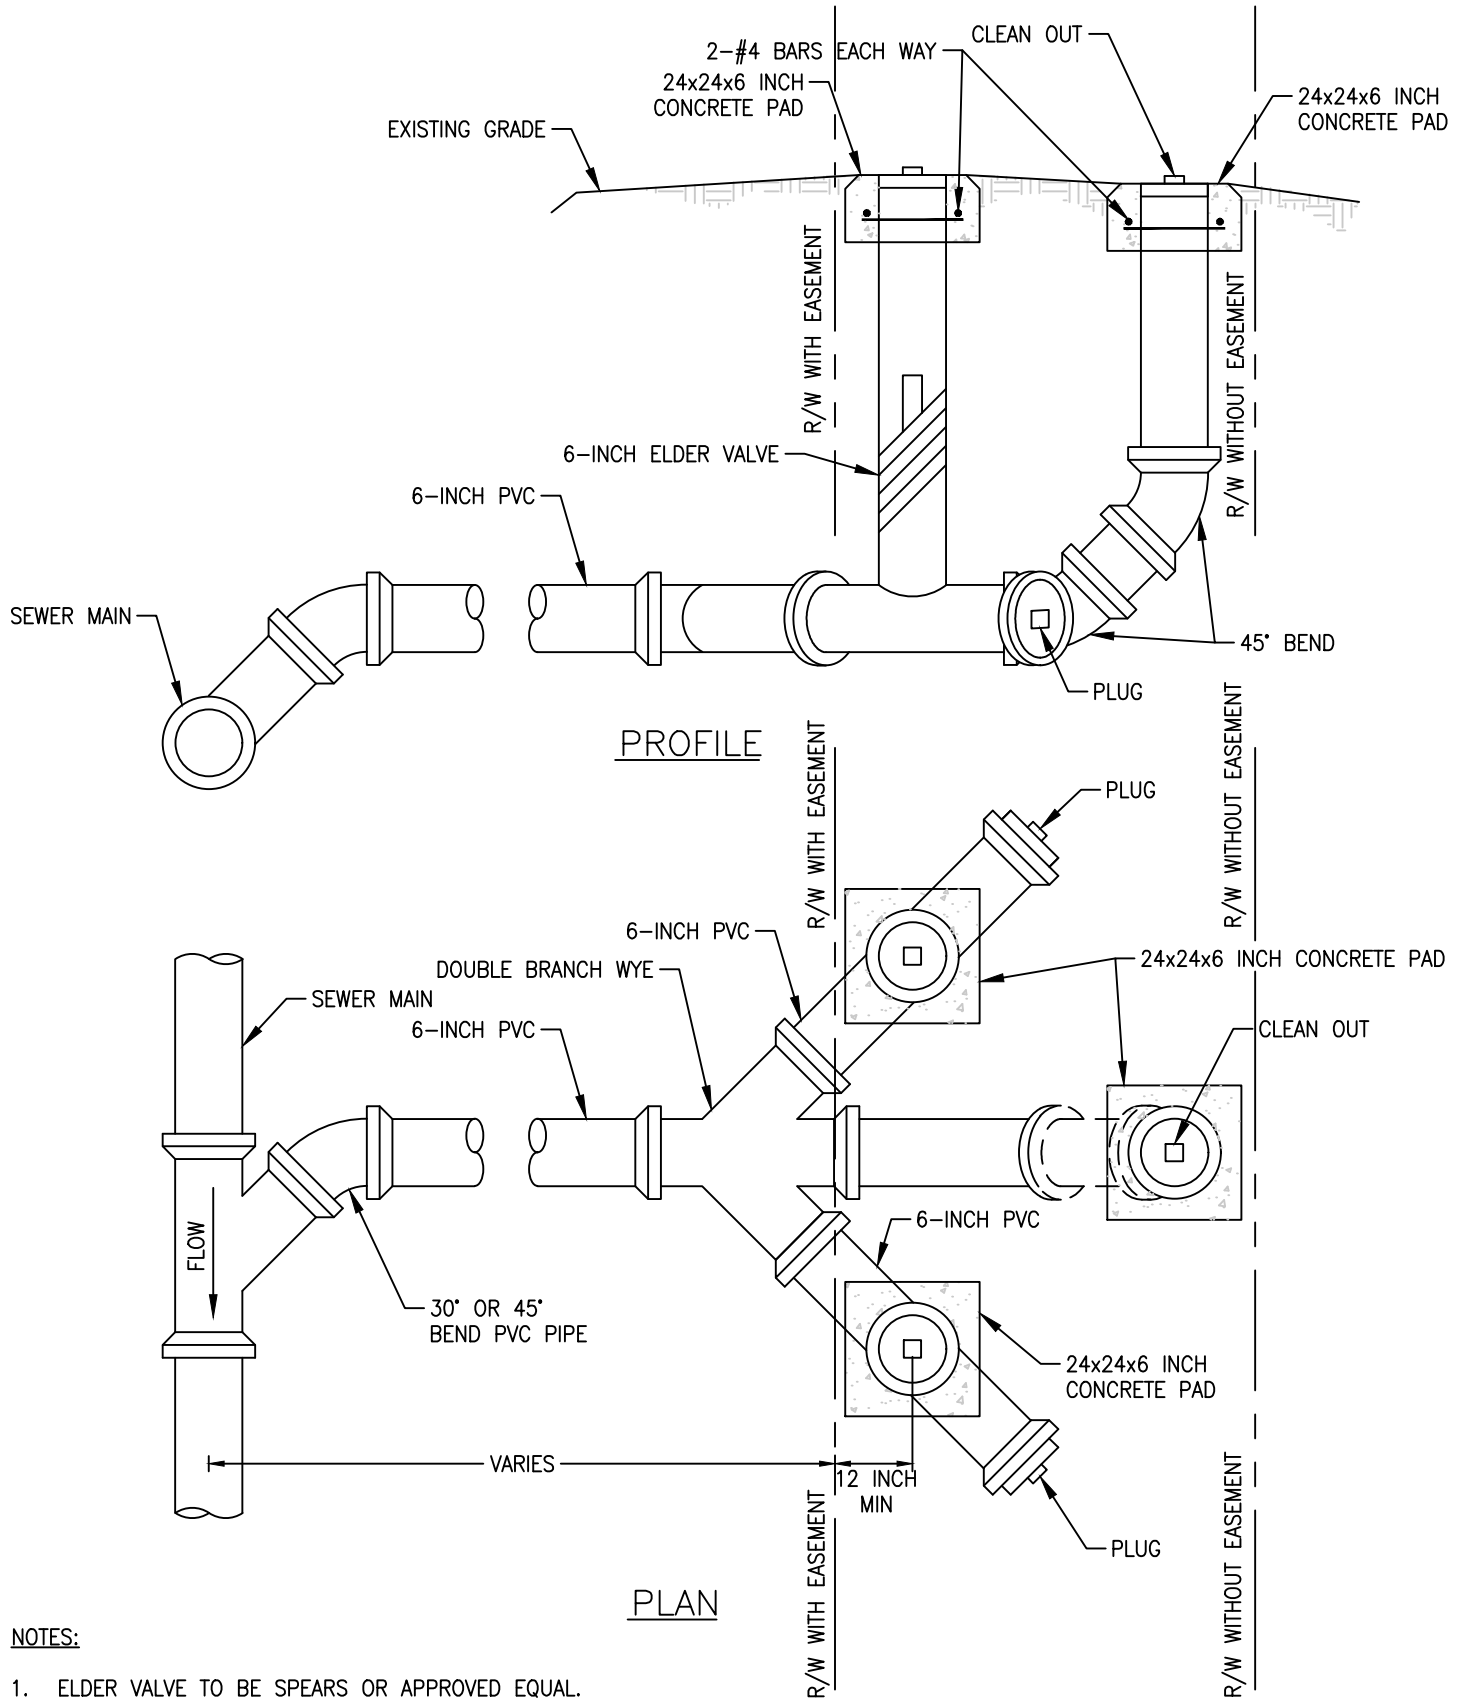 CLEAN OUT
2-#4 BARS EACH WAY
24x24x6 INCH
CONCRETE PAD
24x24x6 INCH
CONCRETE PAD
EXISTING GRADE
R/W WITH EASEMENT
R/W WITHOUT EASEMENT
6-INCH ELDER VALVE
6-INCH PVC
SEWER MAIN
45° BEND
PLUG
PROFILE
R/W WITH EASEMENT
R/W WITHOUT EASEMENT
PLUG
6-INCH PVC
DOUBLE BRANCH WYE
24x24x6 INCH CONCRETE PAD
SEWER MAIN
6-INCH PVC
CLEAN OUT
6-INCH PVC
FLOW
30° OR 45°
BEND PVC PIPE
24x24x6 INCH
CONCRETE PAD
VARIES
12 INCH
MIN
PLUG
R/W WITH EASEMENT
R/W WITHOUT EASEMENT
PLAN
NOTES:
1. ELDER VALVE TO BE SPEARS OR APPROVED EQUAL.